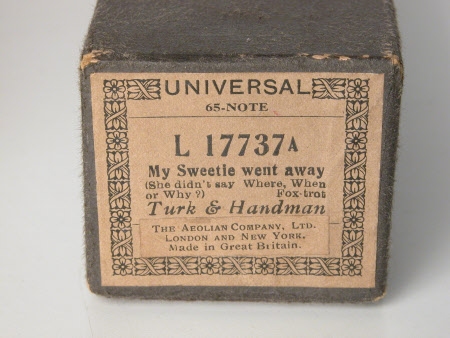 UNIVERSAL
65-NOTE
L 17737A
My Sweetie went away
(She didn't say Where, When
or Why?) Fox-trot
Turk & Handman
THE AEOLIAN COMPANY, LTD.
LONDON AND NEW YORK.
Made in Great Britain.